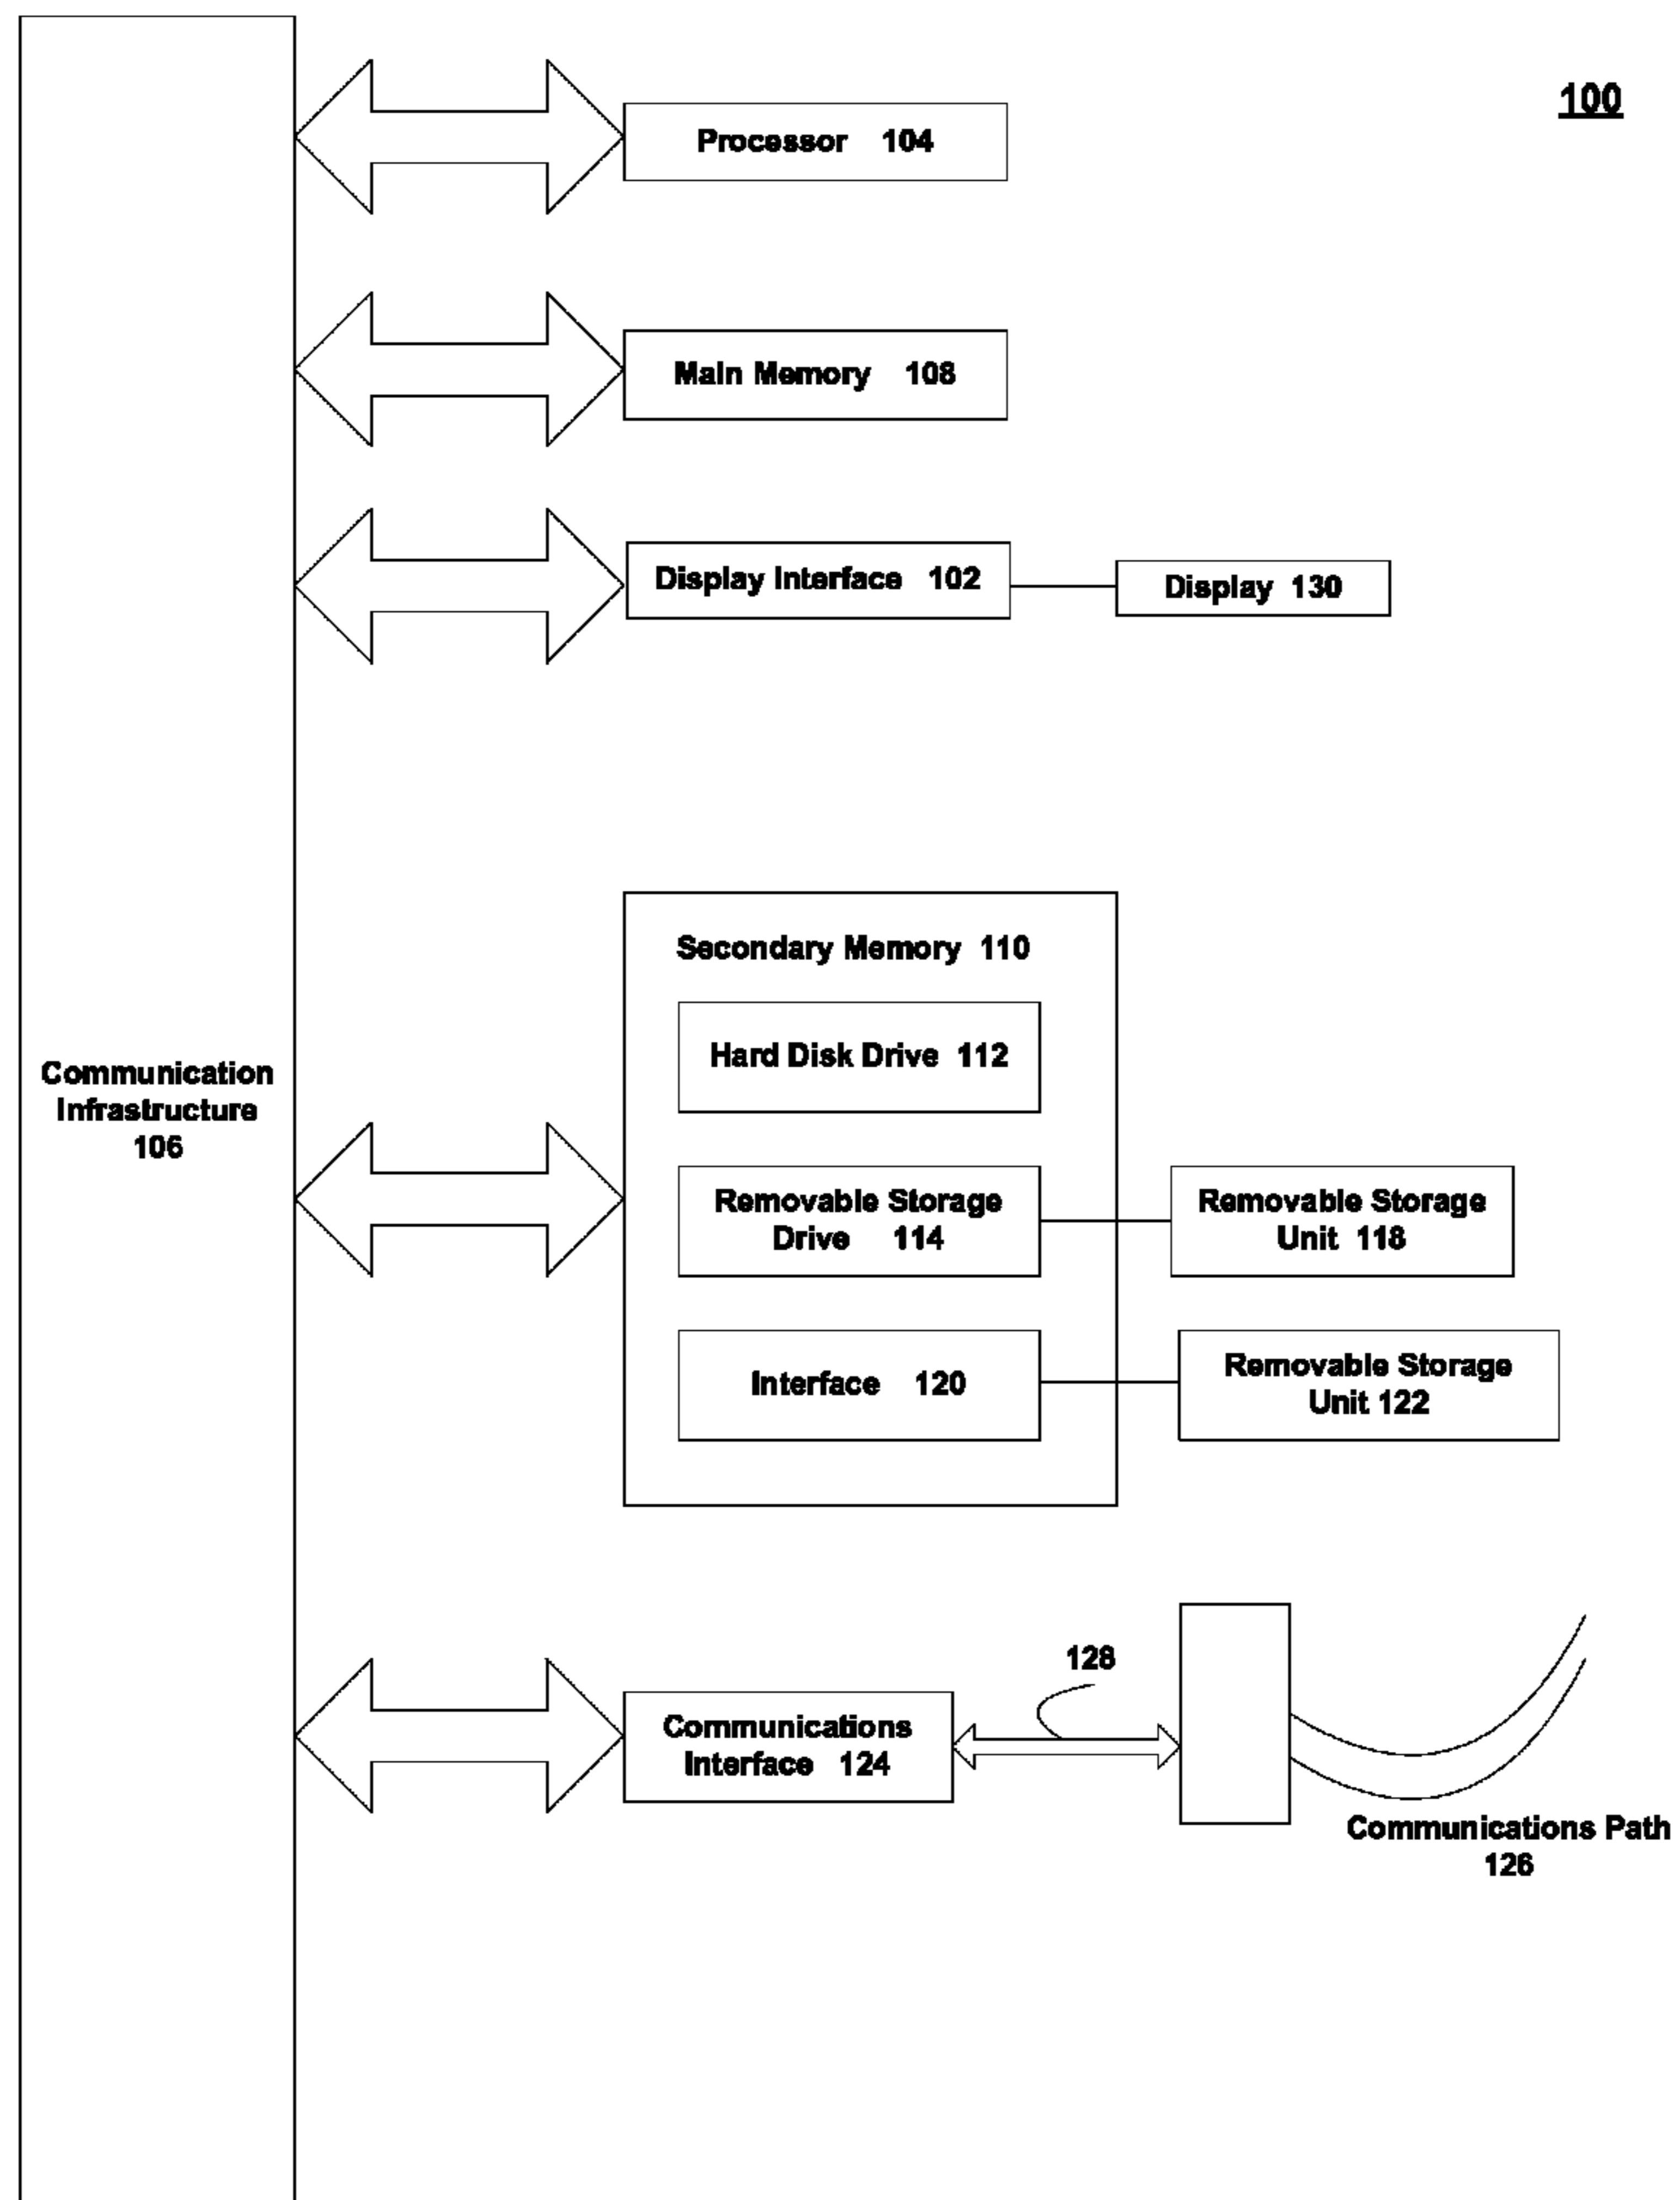 100
Processor 104
Main Memory 108
Display Interface 102
Display 130
Secondary Memory 110
Hard Disk Drive 112
Communication
Infrastructure
106
Removable Storage
Drive 114
Removable Storage
Unit 118
Interface 120
Removable Storage
Unit 122
128
Communications
Interface 124
Communications Path
126